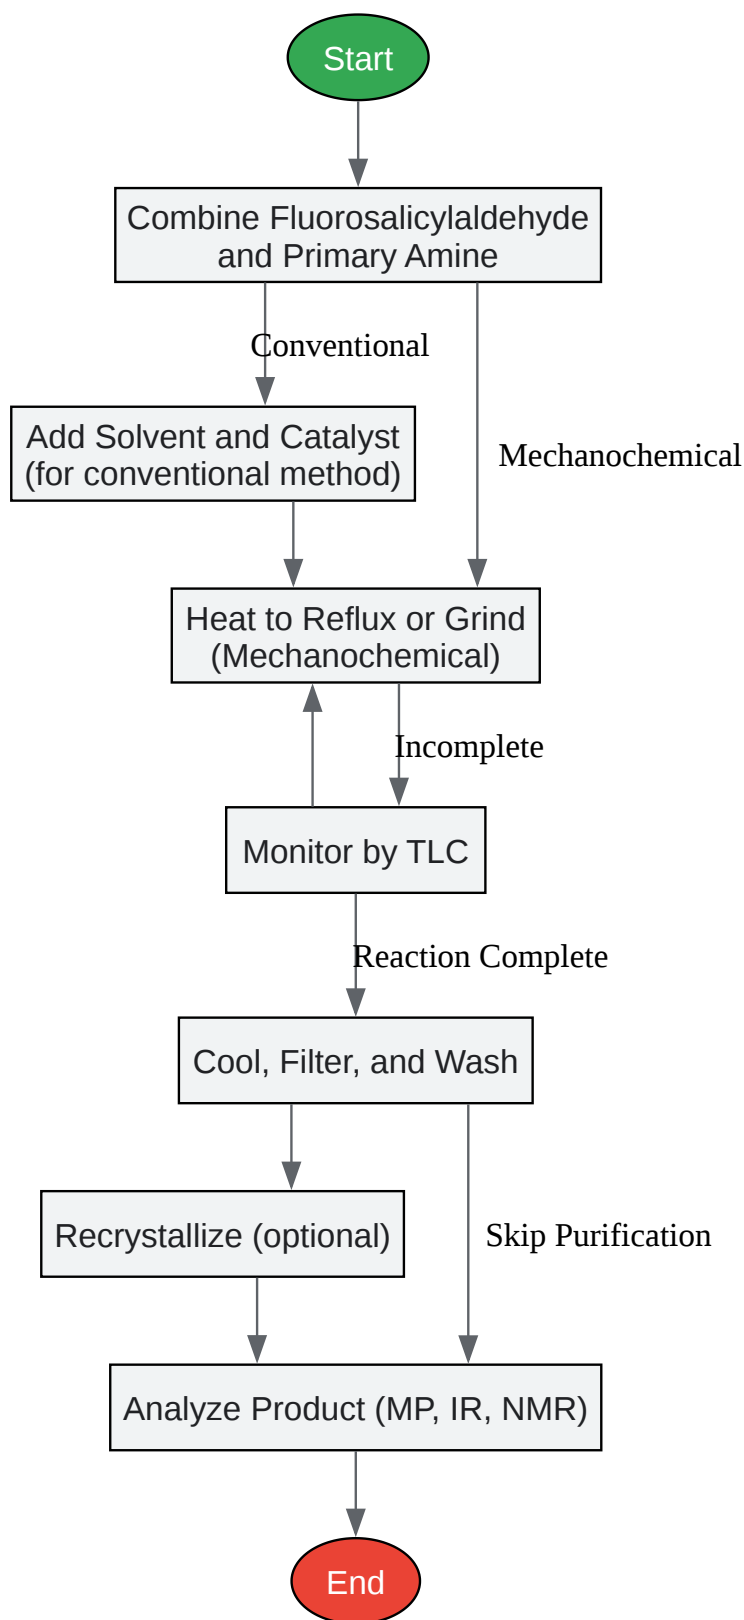 Start
Combine Fluorosalicylaldehyde
and Primary Amine
Conventional
Add Solvent and Catalyst
(for conventional method)
Mechanochemical
Heat to Reflux or Grind
(Mechanochemical)
Incomplete
Monitor by TLC
Reaction Complete
Cool, Filter, and Wash
Recrystallize (optional)
Skip Purification
Analyze Product (MP, IR, NMR)
End